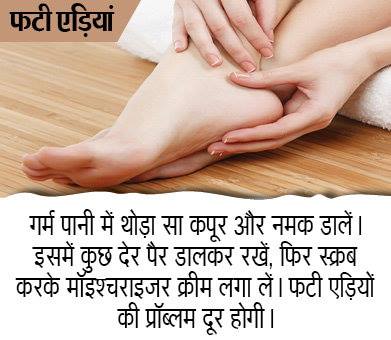 फटी एड़ियां
गर्म पानी में थोड़ा सा कपूर और नमक डालें।
इसमें कुछ देर पैर डालकर रखें, फिर स्क्रब
करके मॉइश्चराइजर क्रीम लगा लें। फटी एड़ियों
की प्रॉब्लम दूर होगी।